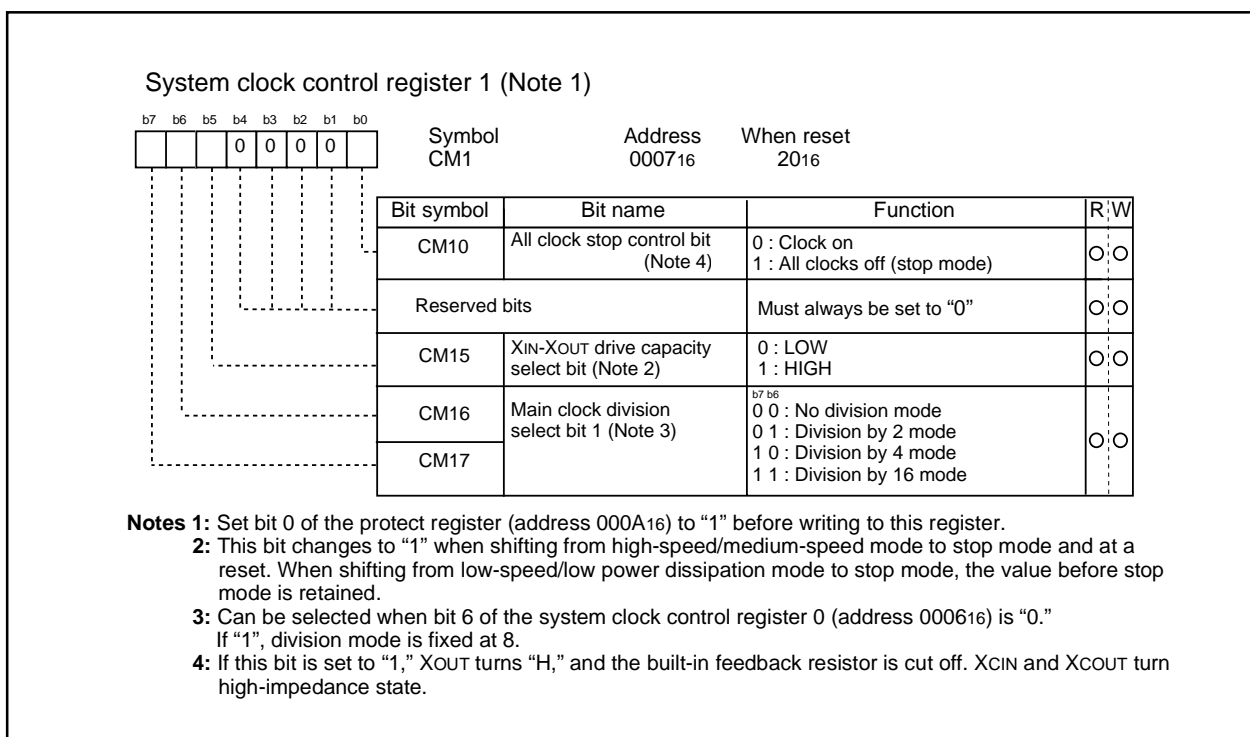 System clock control register 1 (Note 1)
b7 b6 b5 b4 b3 b2 b1 b0
0 0 0 0
Symbol Address When reset
CM1 000716 2016
Bit symbol Bit name Function R W
CM10 All clock stop control bit (Note 4) 0 : Clock on
1 : All clocks off (stop mode)
Reserved bits Must always be set to “0”
CM15 XIN-XOUT drive capacity select bit (Note 2) 0 : LOW
1 : HIGH
CM16 Main clock division select bit 1 (Note 3)
CM17
b7 b6
0 0 : No division mode
0 1 : Division by 2 mode
1 0 : Division by 4 mode
1 1 : Division by 16 mode
Notes 1: Set bit 0 of the protect register (address 000A16) to “1” before writing to this register.
2: This bit changes to “1” when shifting from high-speed/medium-speed mode to stop mode and at a
reset. When shifting from low-speed/low power dissipation mode to stop mode, the value before stop
mode is retained.
3: Can be selected when bit 6 of the system clock control register 0 (address 000616) is “0.”
If “1”, division mode is fixed at 8.
4: If this bit is set to “1,” XOUT turns “H,” and the built-in feedback resistor is cut off. XCIN and XCOUT turn
high-impedance state.